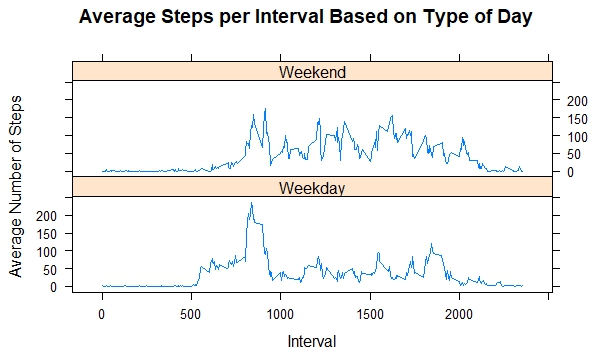 Average Steps per Interval Based on Type of Day
Weekend
200
150
100
50
0
Weekday
200
150
100
50
0
0 500 1000 1500 2000
Average Number of Steps
Interval